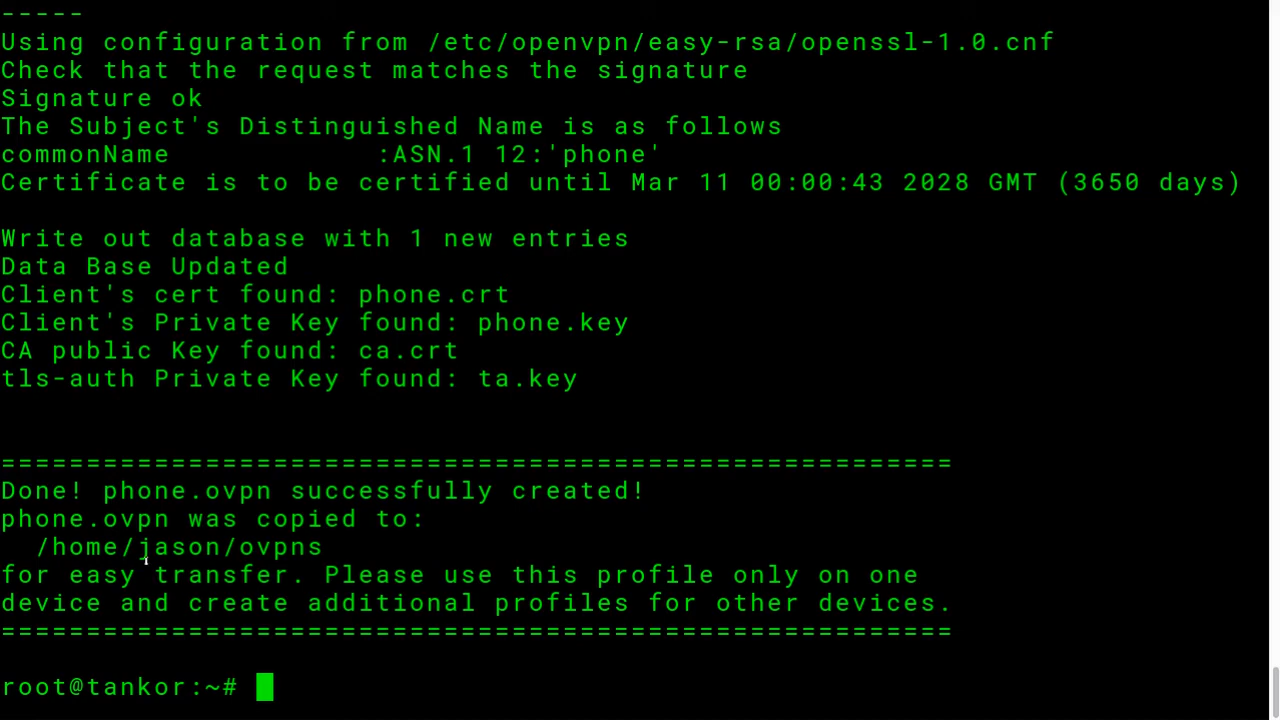 -----
Using configuration from /etc/openvpn/easy-rsa/openssl-1.0.cnf
Check that the request matches the signature
Signature ok
The Subject's Distinguished Name is as follows
commonName            :ASN.1 12:'phone'
Certificate is to be certified until Mar 11 00:00:43 2028 GMT (3650 days)
Write out database with 1 new entries
Data Base Updated
Client's cert found: phone.crt
Client's Private Key found: phone.key
CA public Key found: ca.crt
tls-auth Private Key found: ta.key
========================================================
Done! phone.ovpn successfully created!
phone.ovpn was copied to:
  /home/jason/ovpns
for easy transfer. Please use this profile only on one
device and create additional profiles for other devices.
========================================================
root@tankor:~#